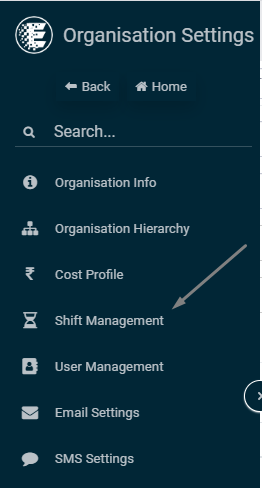 Organisation Settings
Back Home
Search...
Organisation Info
Organisation Hierarchy
₹ Cost Profile
Shift Management
User Management
Email Settings
SMS Settings